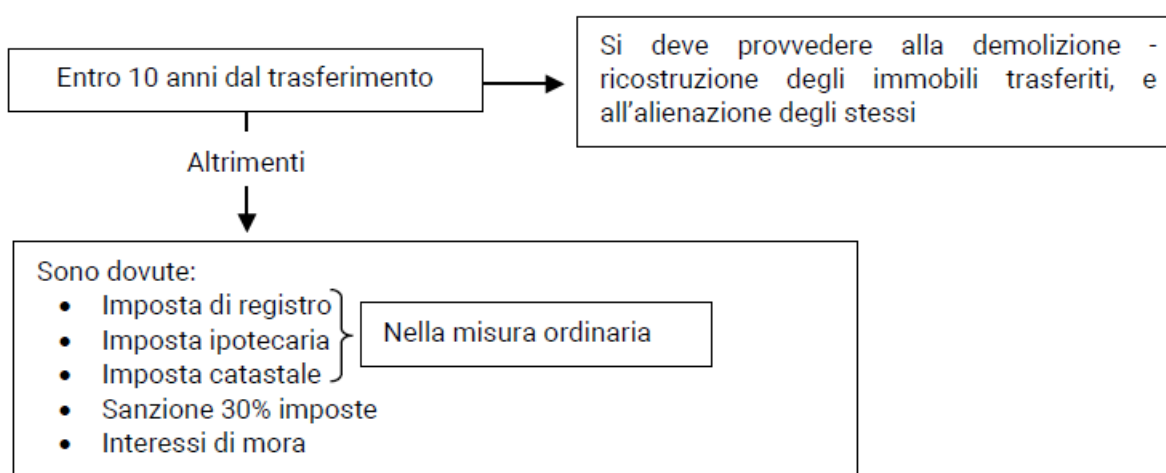 Entro 10 anni dal trasferimento
Si deve provvedere alla demolizione -
ricostruzione degli immobili trasferiti, e
all'alienazione degli stessi
Altrimenti
Sono dovute:
• Imposta di registro
• Imposta ipotecaria
• Imposta catastale
Nella misura ordinaria
• Sanzione 30% imposte
• Interessi di mora